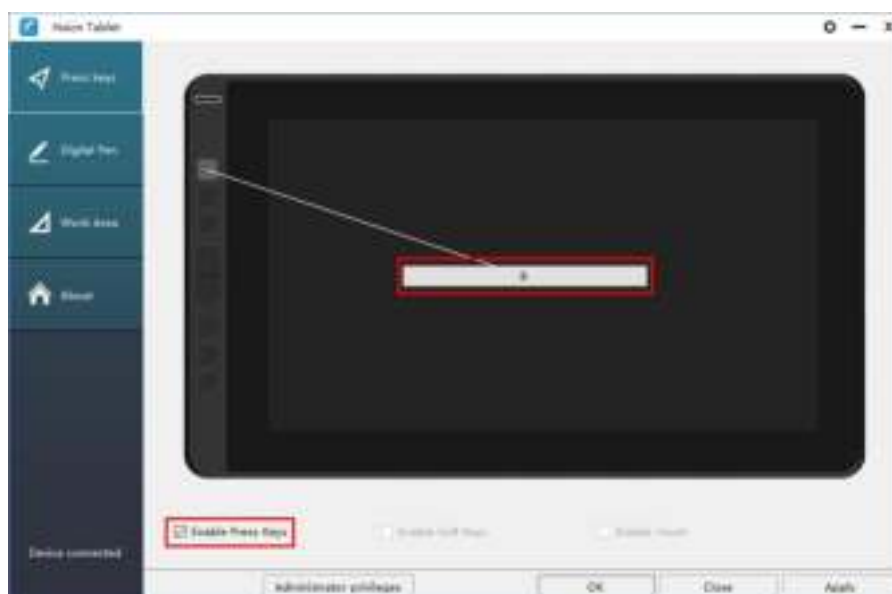 Huion Tablet
Press keys
Digital Pen
Work Area
About
Enable Press Keys
Device connected
Administrator privileges
OK
Close
Apply